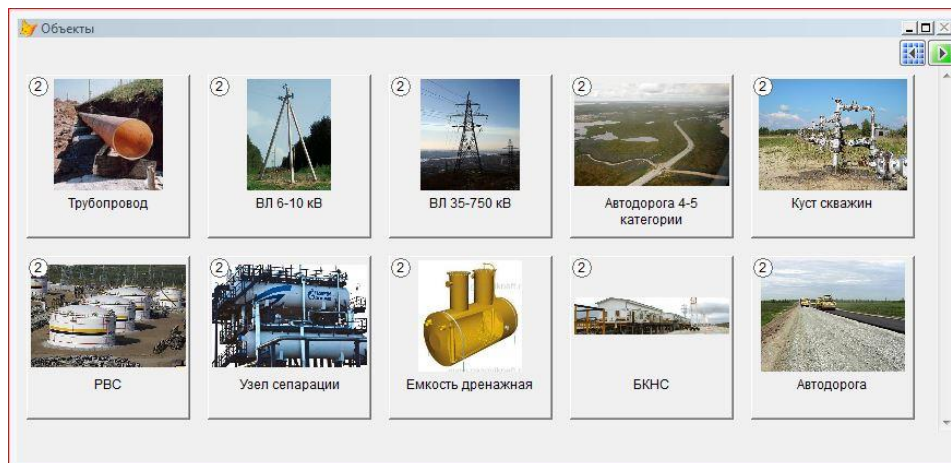 Объекты
2
2
2
2
2
Трубопровод
ВЛ 6-10 кВ
ВЛ 35-750 кВ
Автодорога 4-5
категории
Куст скважин
2
2
2
2
2
РВС
Узел сепарации
Емкость дренажная
БКНС
Автодорога